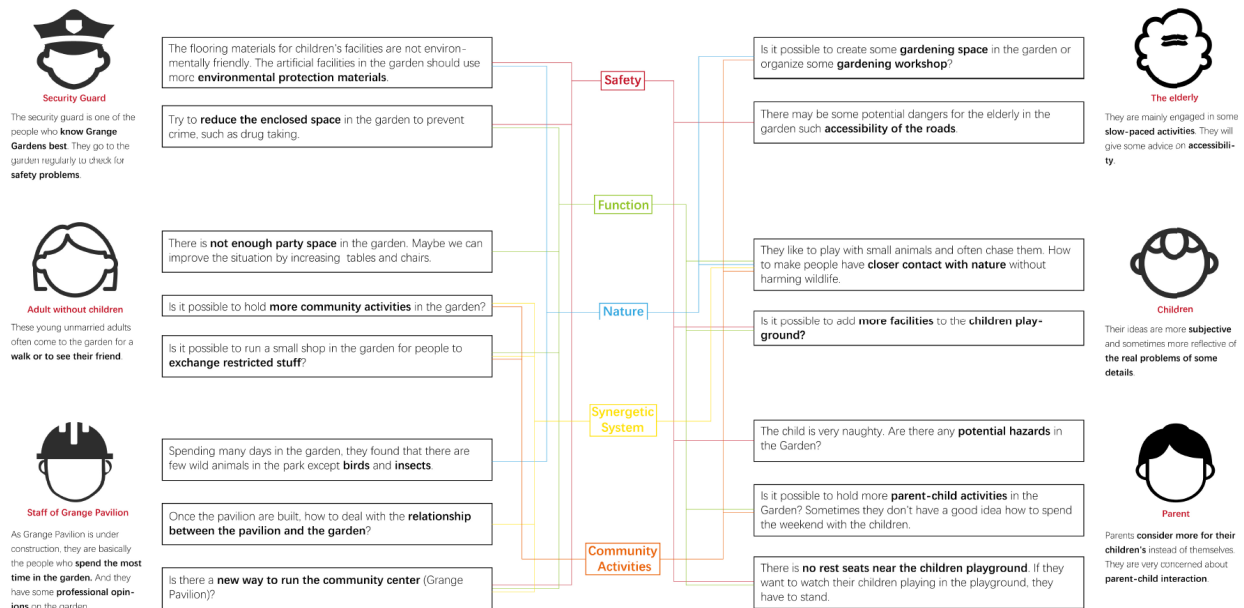 Security Guard
The security guard is one of the
people who know Grange
Gardens best. They go to the
garden regularly to check for
safety problems.
Adult without children
These young unmarried adults
often come to the garden for a
walk or to see their friend.
Staff of Grange Pavilion
As Grange Pavilion is under
construction, they are basically
the people who spend the most
time in the garden. And they
have some professional opin-
ions on the garden
The flooring materials for children's facilities are not environ-
mentally friendly. The artificial facilities in the garden should use
more environmental protection materials.
Try to reduce the enclosed space in the garden to prevent
crime, such as drug taking.
There is not enough party space in the garden. Maybe we can
improve the situation by increasing tables and chairs.
Is it possible to hold more community activities in the garden?
Is it possible to run a small shop in the garden for people to
exchange restricted stuff?
Spending many days in the garden, they found that there are
few wild animals in the park except birds and insects.
Once the pavilion are built, how to deal with the relationship
between the pavilion and the garden?
Is there a new way to run the community center (Grange
Pavilion)?
Safety
Function
Nature
Synergetic
System
Community
Activities
Is it possible to create some gardening space in the garden or
organize some gardening workshop?
There may be some potential dangers for the elderly in the
garden such accessibility of the roads.
They like to play with small animals and often chase them. How
to make people have closer contact with nature without
harming wildlife.
Is it possible to add more facilities to the children play-
ground?
The child is very naughty. Are there any potential hazards in
the Garden?
Is it possible to hold more parent-child activities in the
Garden? Sometimes they don't have a good idea how to spend
the weekend with the children.
There is no rest seats near the children playground. If they
want to watch their children playing in the playground, they
have to stand.
The elderly
They are mainly engaged in some
slow-paced activities. They will
give some advice on accessibili-
ty.
Children
Their ideas are more subjective
and sometimes more reflective of
the real problems of some
details.
Parent
Parents consider more for their
children's instead of themselves.
They are very concerned about
parent-child interaction.